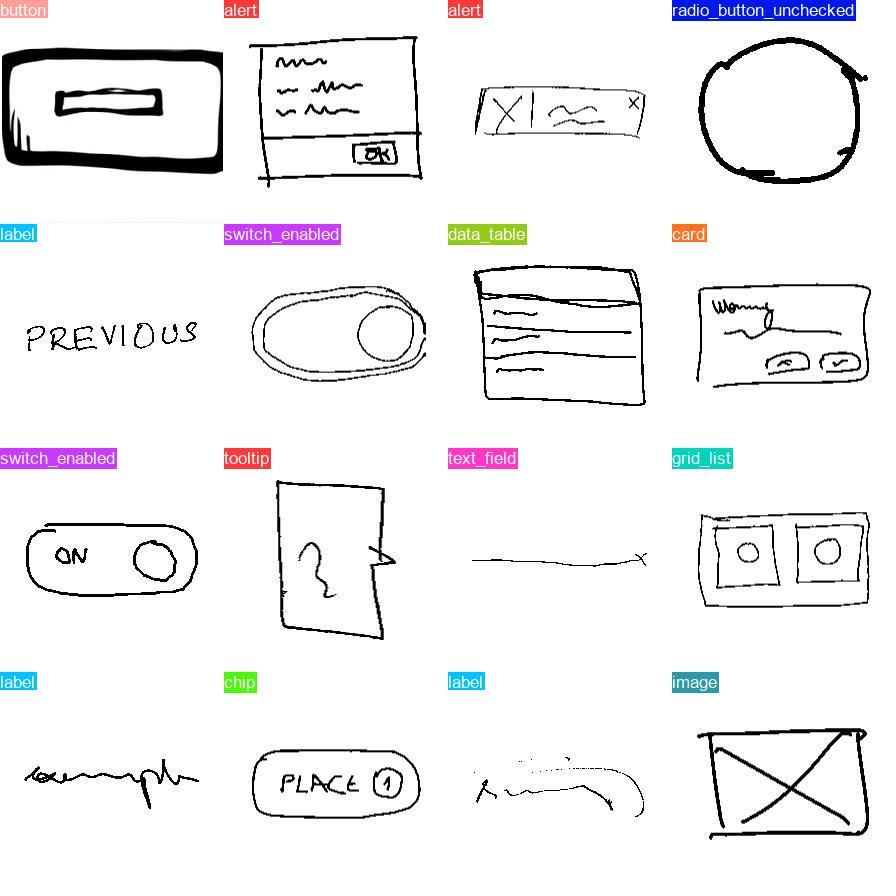 button
alert
alert
radio_button_unchecked
OK
label
switch_enabled
data_table
card
PREVIOUS
switch_enabled
tooltip
text_field
grid_list
ON
label
chip
label
image
example
PLACE 1